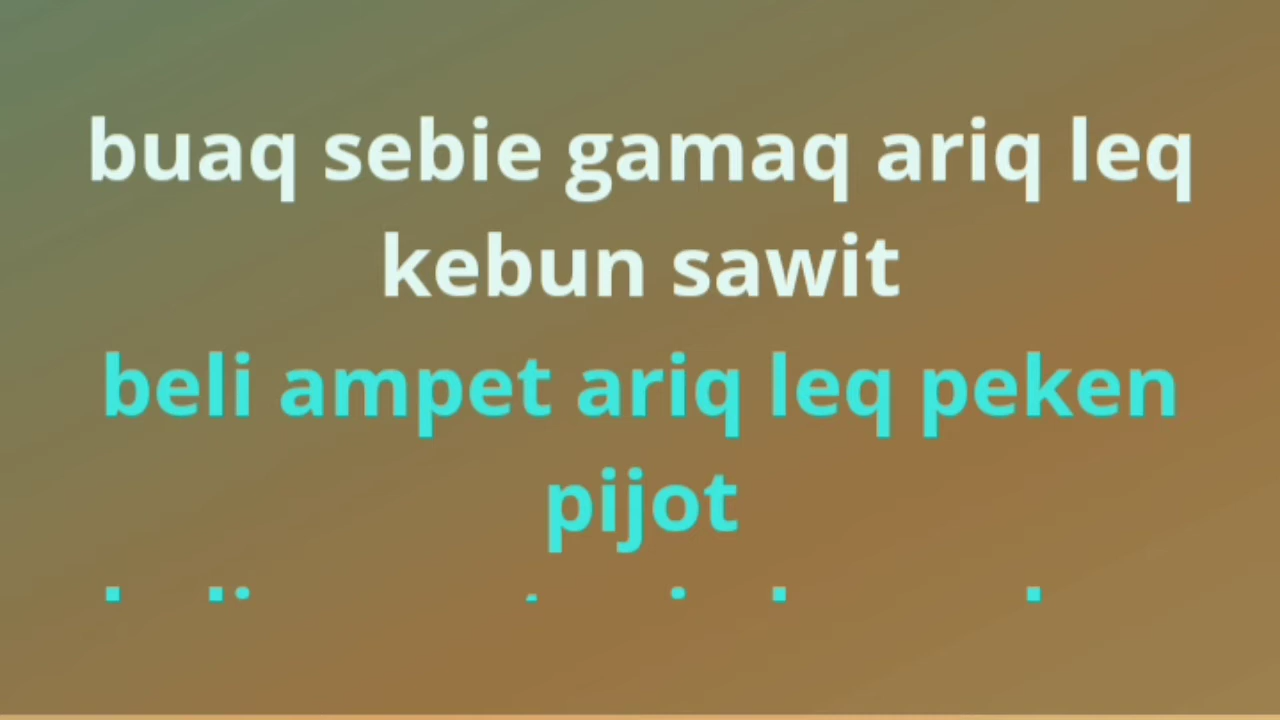 buaq sebie gamaq ariq leq
kebun sawit
beli ampet ariq leq peken
pijot